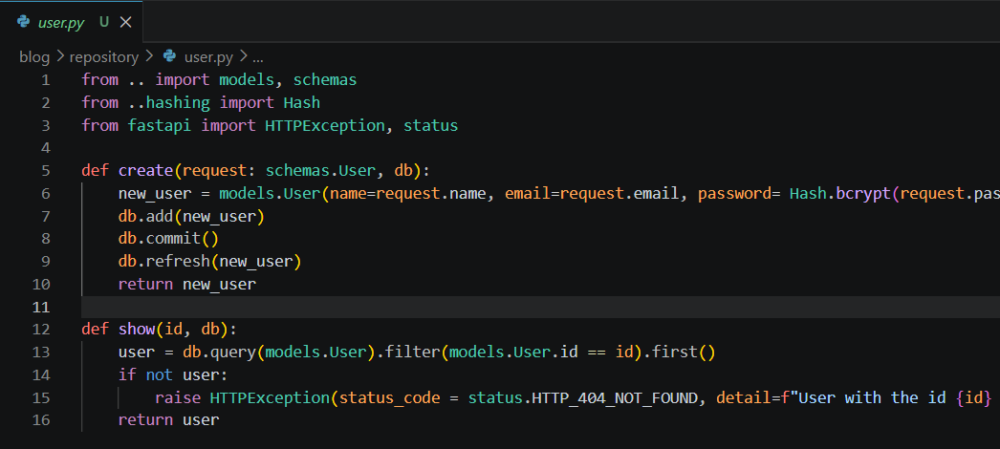 user.py U
blog > repository > user.py > ...
1 from .. import models, schemas
2 from ..hashing import Hash
3 from fastapi import HTTPException, status
4
5 def create(request: schemas.User, db):
6     new_user = models.User(name=request.name, email=request.email, password= Hash.bcrypt(request.pas
7     db.add(new_user)
8     db.commit()
9     db.refresh(new_user)
10     return new_user
11
12 def show(id, db):
13     user = db.query(models.User).filter(models.User.id == id).first()
14     if not user:
15         raise HTTPException(status_code = status.HTTP_404_NOT_FOUND, detail=f"User with the id {id}
16     return user